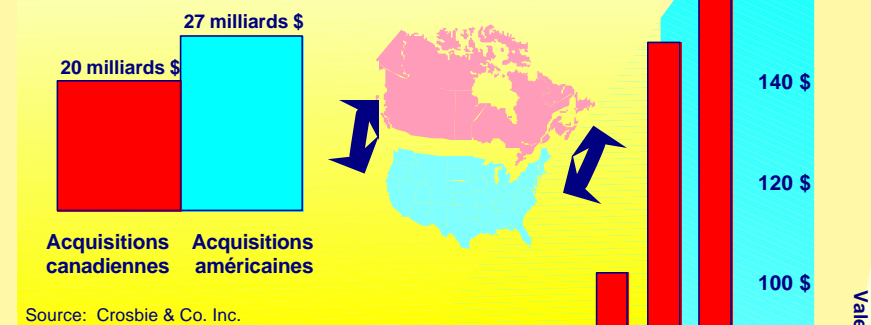 27 milliards $
20 milliards $
Acquisitions canadiennes
Acquisitions américaines
Source: Crosbie & Co. Inc.
140 $
120 $
100 $